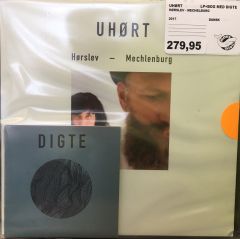 UHØRT
Hørslev – Mechlenburg
DIGTE
UHØRT
LP+BOG MED DIGTE
HØRSLEV - MECHLENBURG
2017
DANSK
279,95